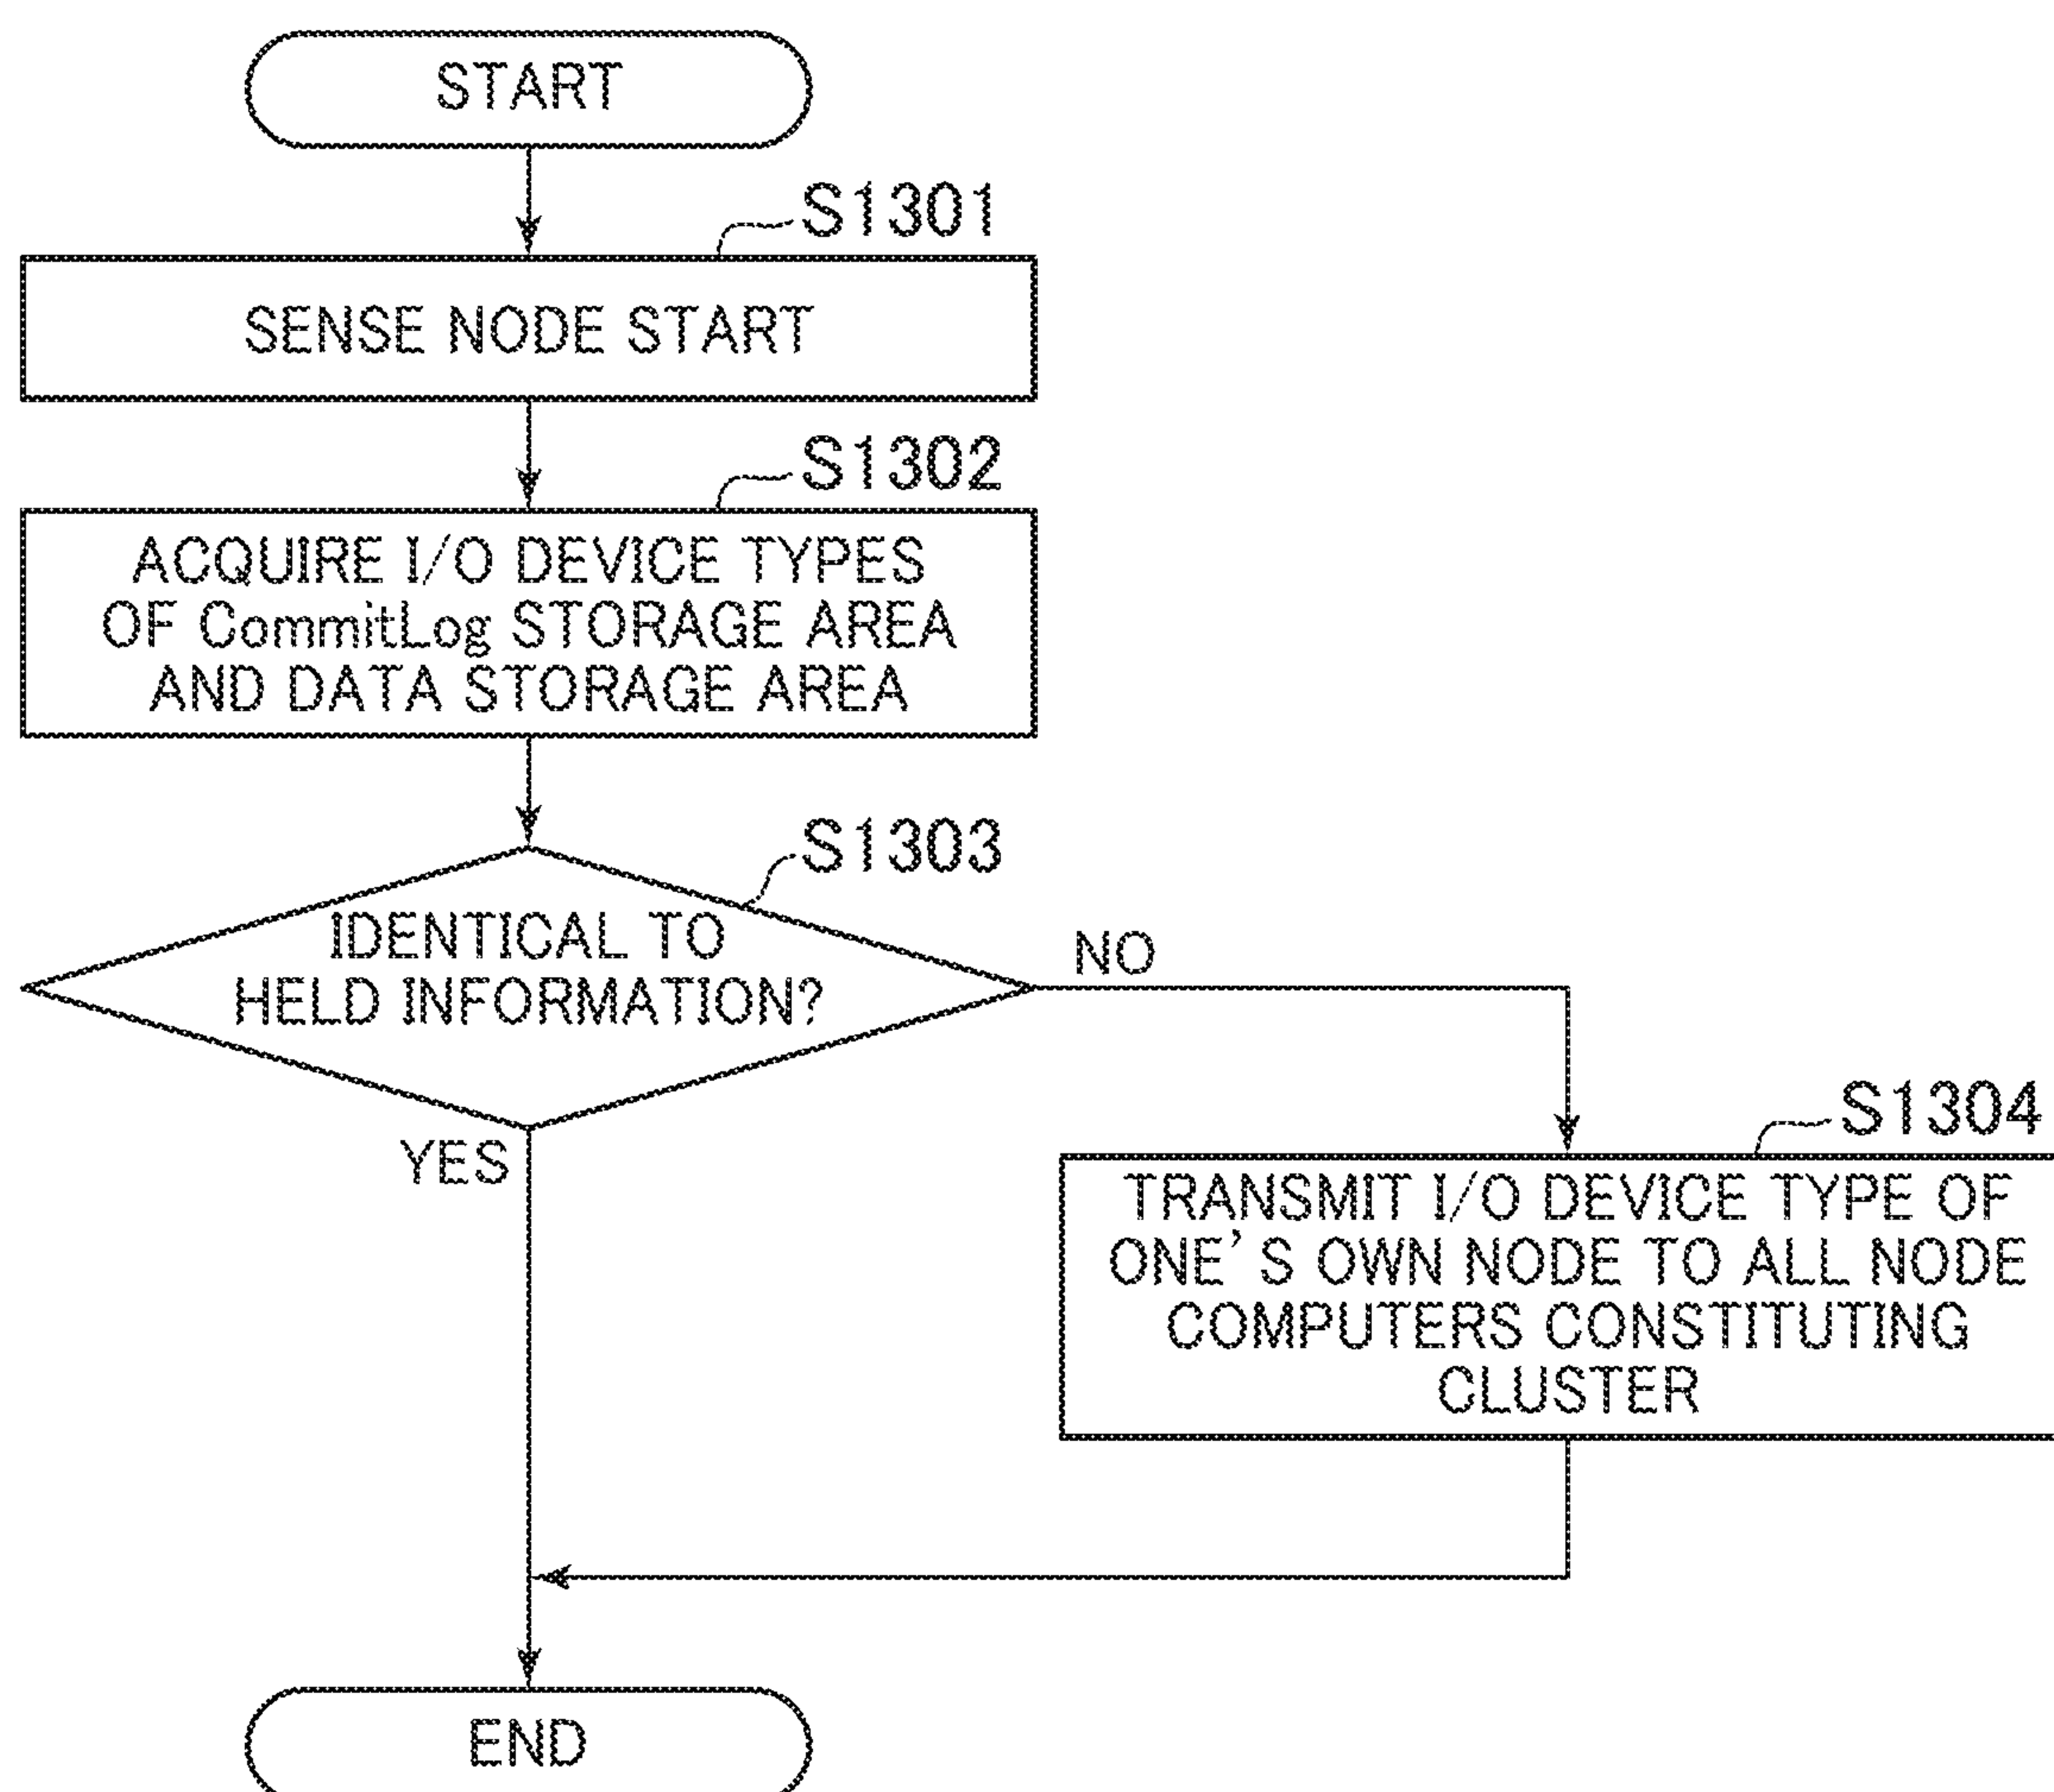 START
S1301
SENSE NODE START
S1302
ACQUIRE I/O DEVICE TYPES
OF CommitLog STORAGE AREA
AND DATA STORAGE AREA
S1303
IDENTICAL TO
HELD INFORMATION?
NO
YES
S1304
TRANSMIT I/O DEVICE TYPE OF
ONE'S OWN NODE TO ALL NODE
COMPUTERS CONSTITUTING
CLUSTER
END